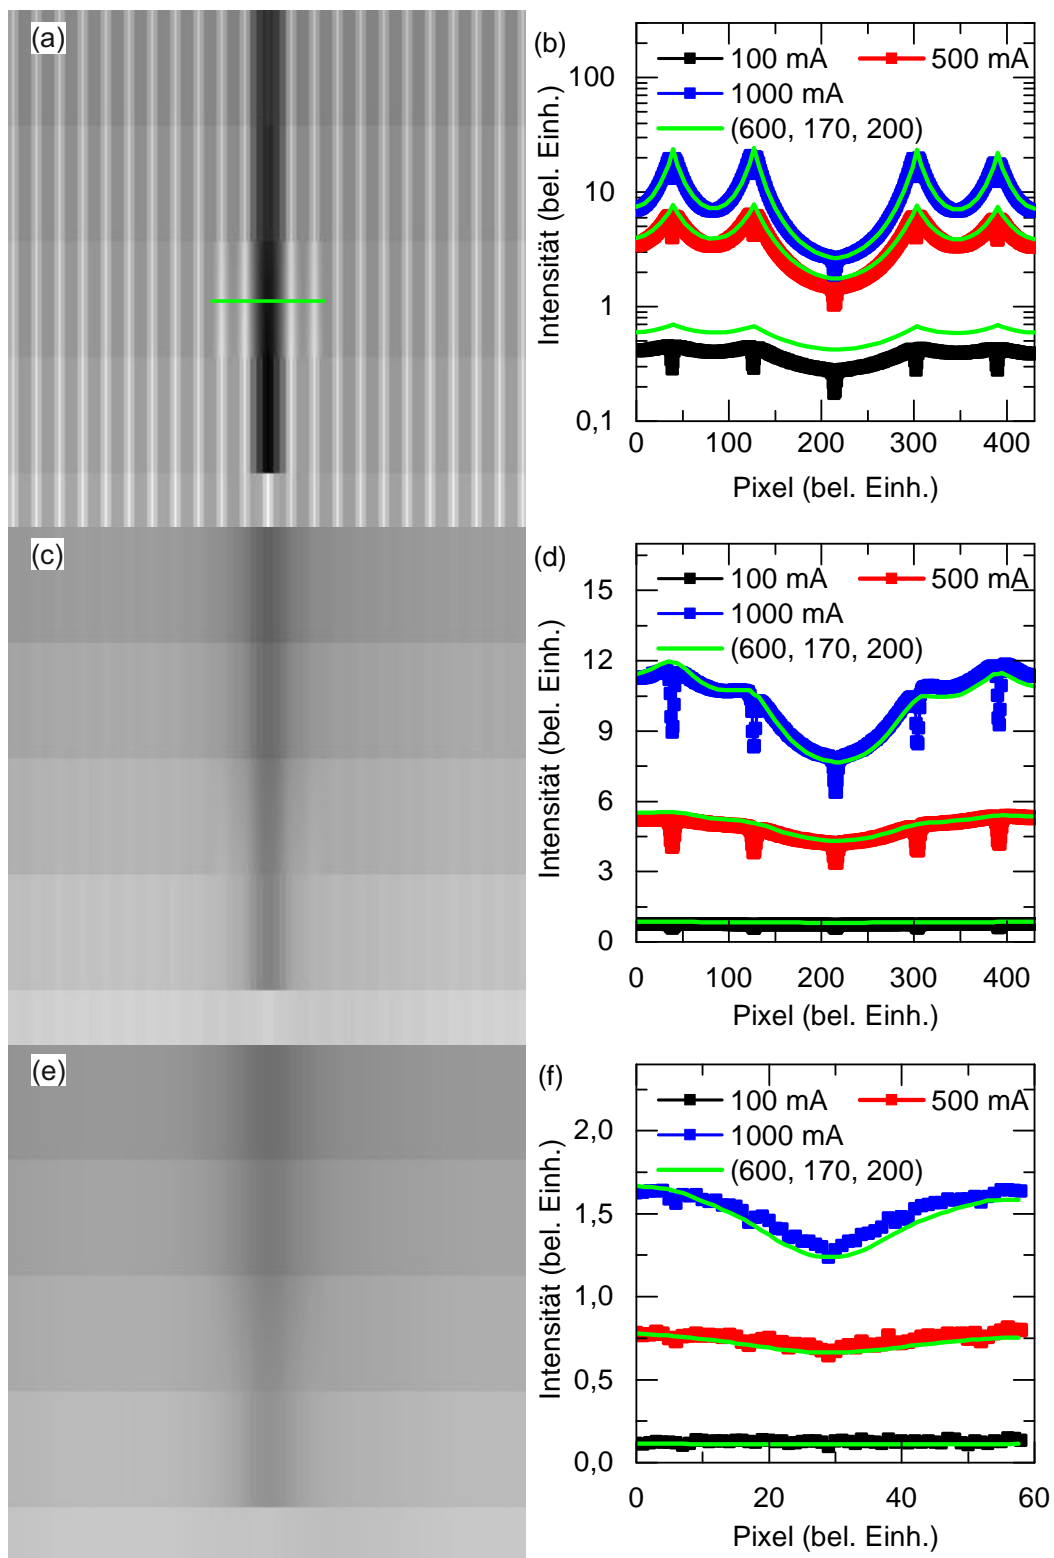 (a)
(b)
Intensität (bel. Einh.)
100 mA
500 mA
1000 mA
(600, 170, 200)
100
10
1
0,1
0 100 200 300 400
Pixel (bel. Einh.)
(c)
(d)
Intensität (bel. Einh.)
100 mA
500 mA
1000 mA
(600, 170, 200)
15
12
9
6
3
0
0 100 200 300 400
Pixel (bel. Einh.)
(e)
(f)
Intensität (bel. Einh.)
100 mA
500 mA
1000 mA
(600, 170, 200)
2,0
1,5
1,0
0,5
0,0
0 20 40 60
Pixel (bel. Einh.)